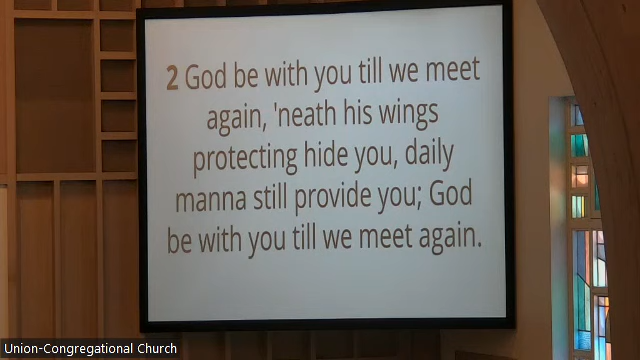 2 God be with you till we meet
again, 'neath his wings
protecting hide you, daily
manna still provide you; God
be with you till we meet again.
Union-Congregational Church